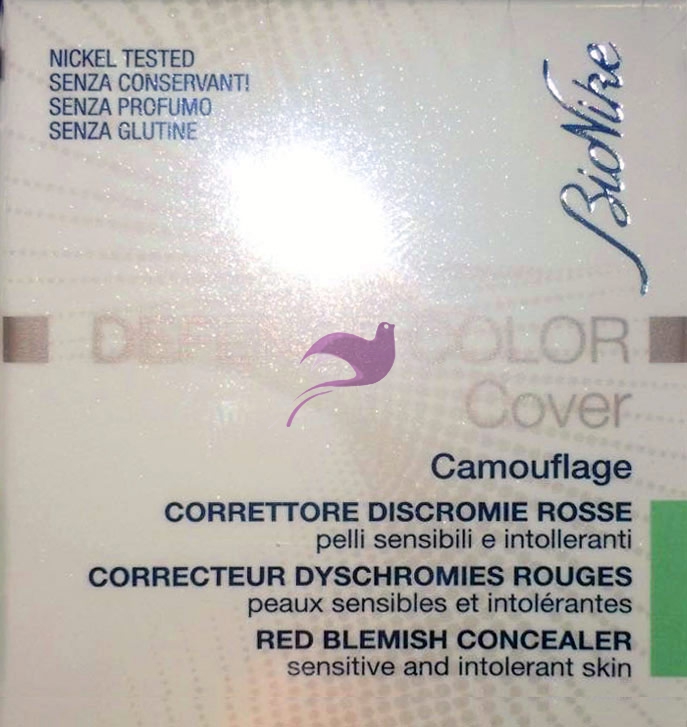 NICKEL TESTED
SENZA CONSERVANTI
SENZA PROFUMO
SENZA GLUTINE
BioNike
DEFENCE COLOR
Cover
Camouflage
CORRETTORE DISCROMIE ROSSE
pelli sensibili e intolleranti
CORRECTEUR DYSCHROMIES ROUGES
peaux sensibles et intolérantes
RED BLEMISH CONCEALER
sensitive and intolerant skin